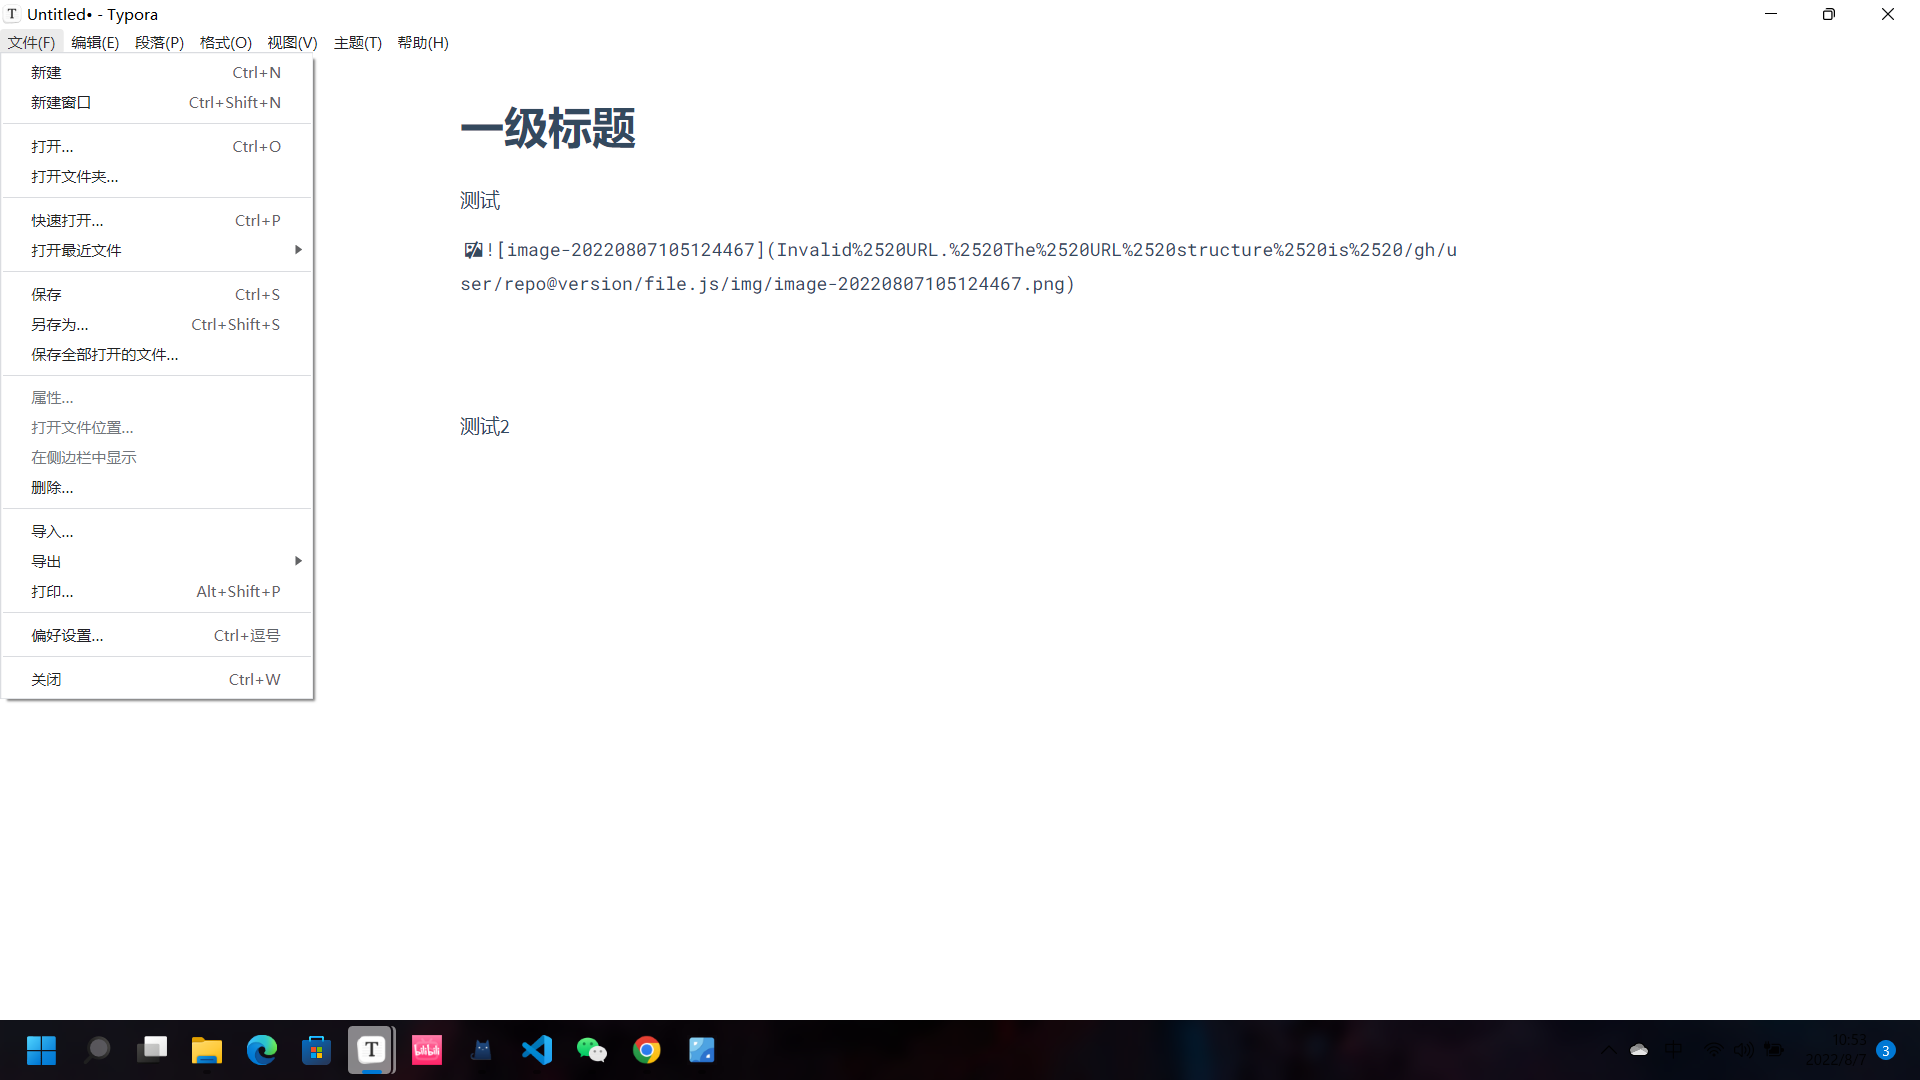 Untitled• - Typora
文件(F) 编辑(E) 段落(P) 格式(O) 视图(V) 主题(T) 帮助(H)
新建 Ctrl+N
新建窗口 Ctrl+Shift+N
打开... Ctrl+O
打开文件夹...
快速打开... Ctrl+P
打开最近文件
保存 Ctrl+S
另存为... Ctrl+Shift+S
保存全部打开的文件...
属性...
打开文件位置...
在侧边栏中显示
删除...
导入...
导出
打印... Alt+Shift+P
偏好设置... Ctrl+逗号
关闭 Ctrl+W
一级标题
测试
![image-20220807105124467](Invalid%2520URL.%2520The%2520URL%2520structure%2520is%2520/gh/u
ser/repo@version/file.js/img/image-20220807105124467.png)
测试2
T
bilibili
中
10:53
2022/8/7
3